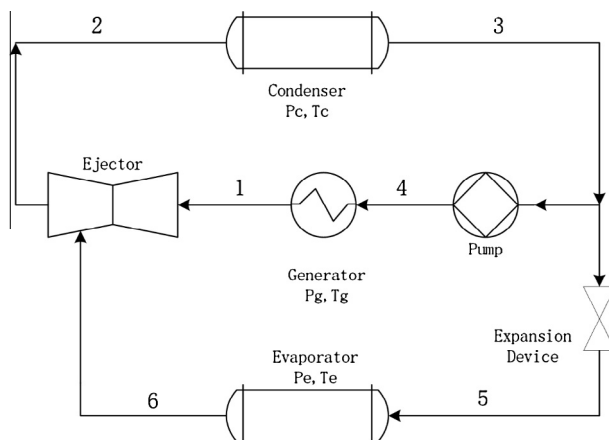 2
3
Condenser
Pc, Tc
Ejector
1
4
Pump
Generator
Pg, Tg
Expansion
Device
Evaporator
Pe, Te
6
5